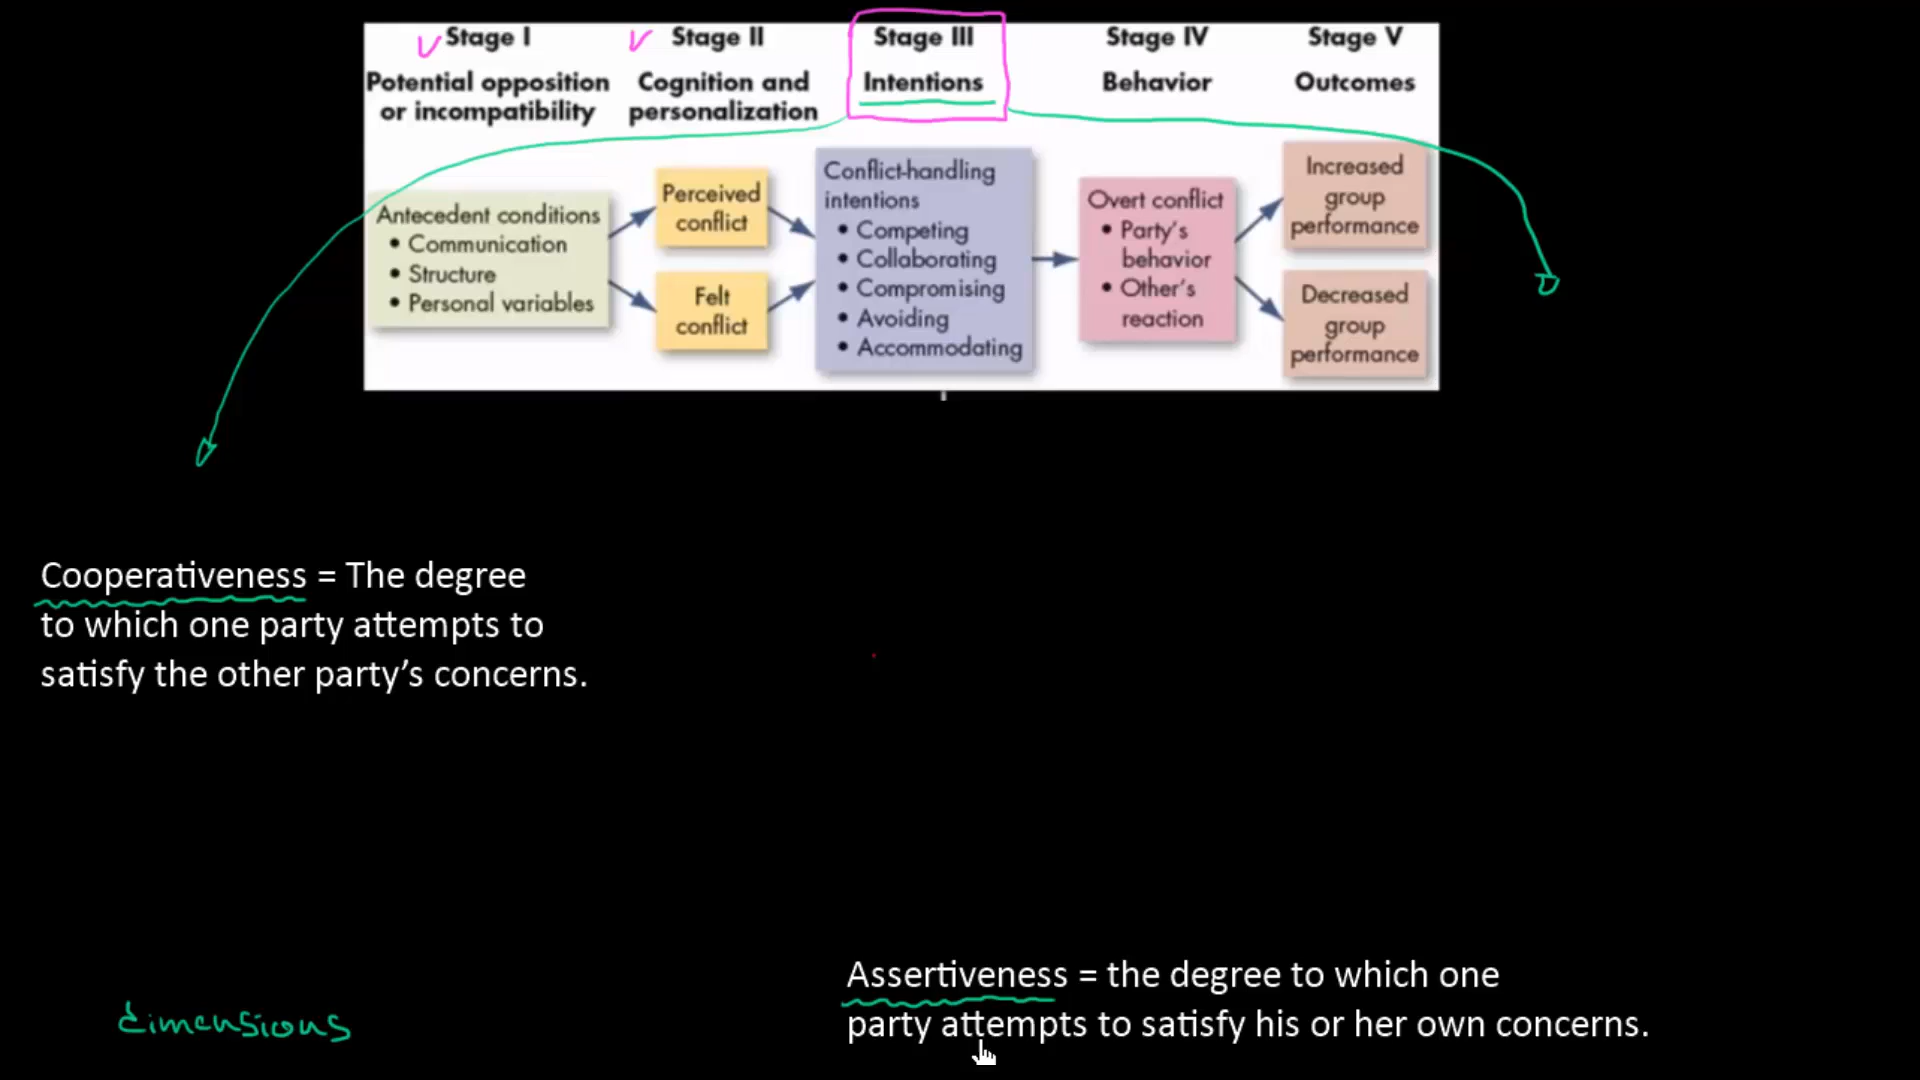 Stage I
Potential opposition
or incompatibility
Stage II
Cognition and
personalization
Stage III
Intentions
Stage IV
Behavior
Stage V
Outcomes
Antecedent conditions
• Communication
• Structure
• Personal variables
Perceived
conflict
Felt
conflict
Conflict-handling
intentions
• Competing
• Collaborating
• Compromising
• Avoiding
• Accommodating
Overt conflict
• Party's
behavior
• Other's
reaction
Increased
group
performance
Decreased
group
performance
Cooperativeness = The degree
to which one party attempts to
satisfy the other party’s concerns.
Assertiveness = the degree to which one
party attempts to satisfy his or her own concerns.
dimensions